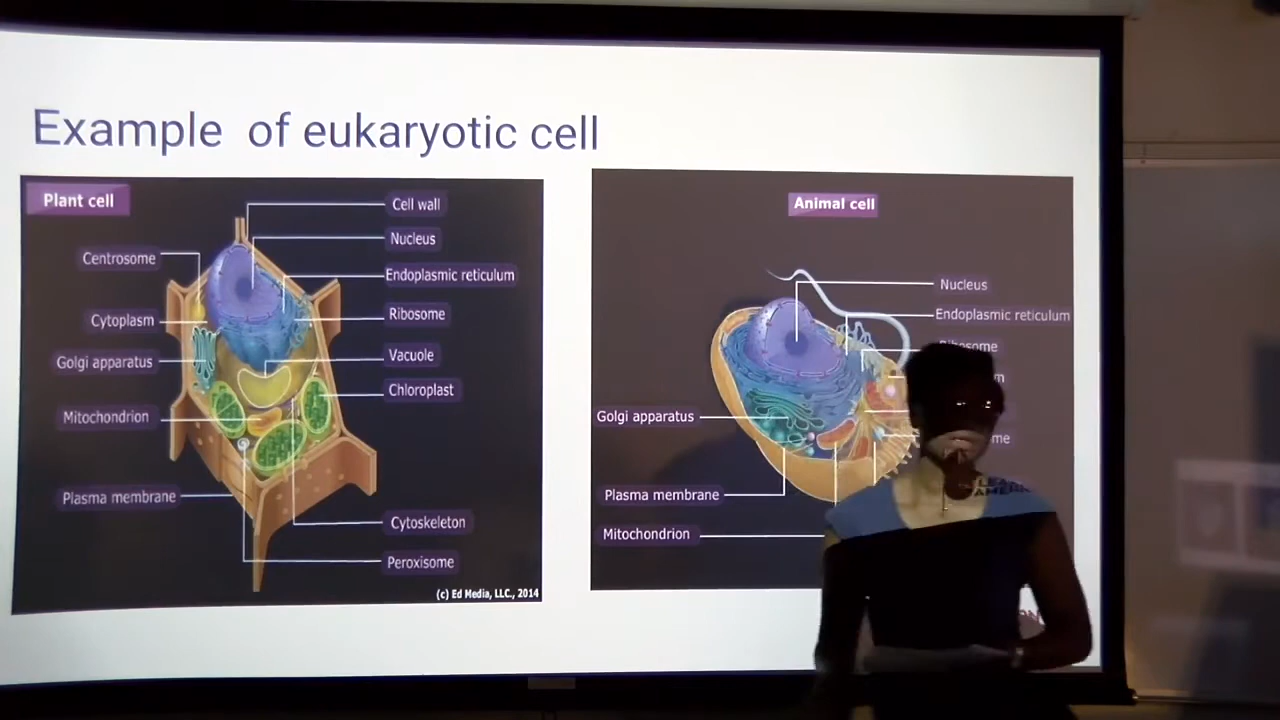 Example of eukaryotic cell
Plant cell
Cell wall
Nucleus
Centrosome
Endoplasmic reticulum
Cytoplasm
Ribosome
Golgi apparatus
Vacuole
Chloroplast
Mitochondrion
Plasma membrane
Cytoskeleton
Peroxisome
(c) Ed Media, LLC., 2014
Animal cell
Nucleus
Endoplasmic reticulum
Golgi apparatus
Plasma membrane
Mitochondrion